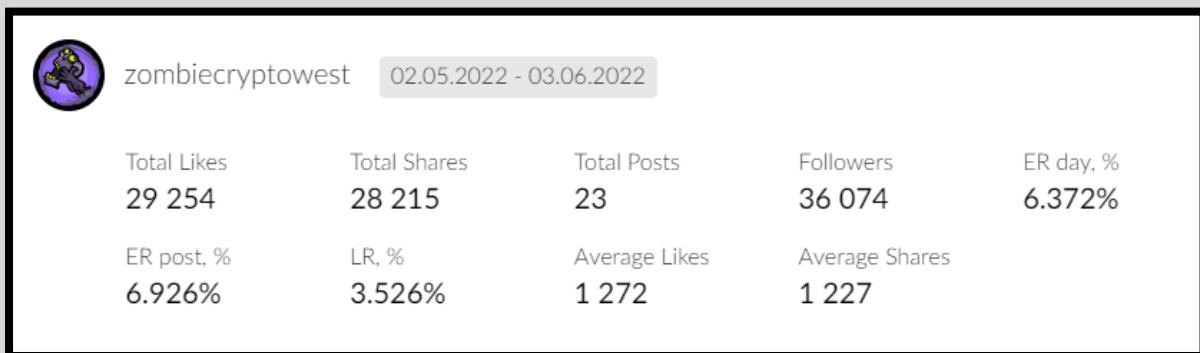 zombiecryptowest 02.05.2022 - 03.06.2022
Total Likes Total Shares Total Posts Followers ER day, %
29 254 28 215 23 36 074 6.372%
ER post, % LR, % Average Likes Average Shares
6.926% 3.526% 1 272 1 227